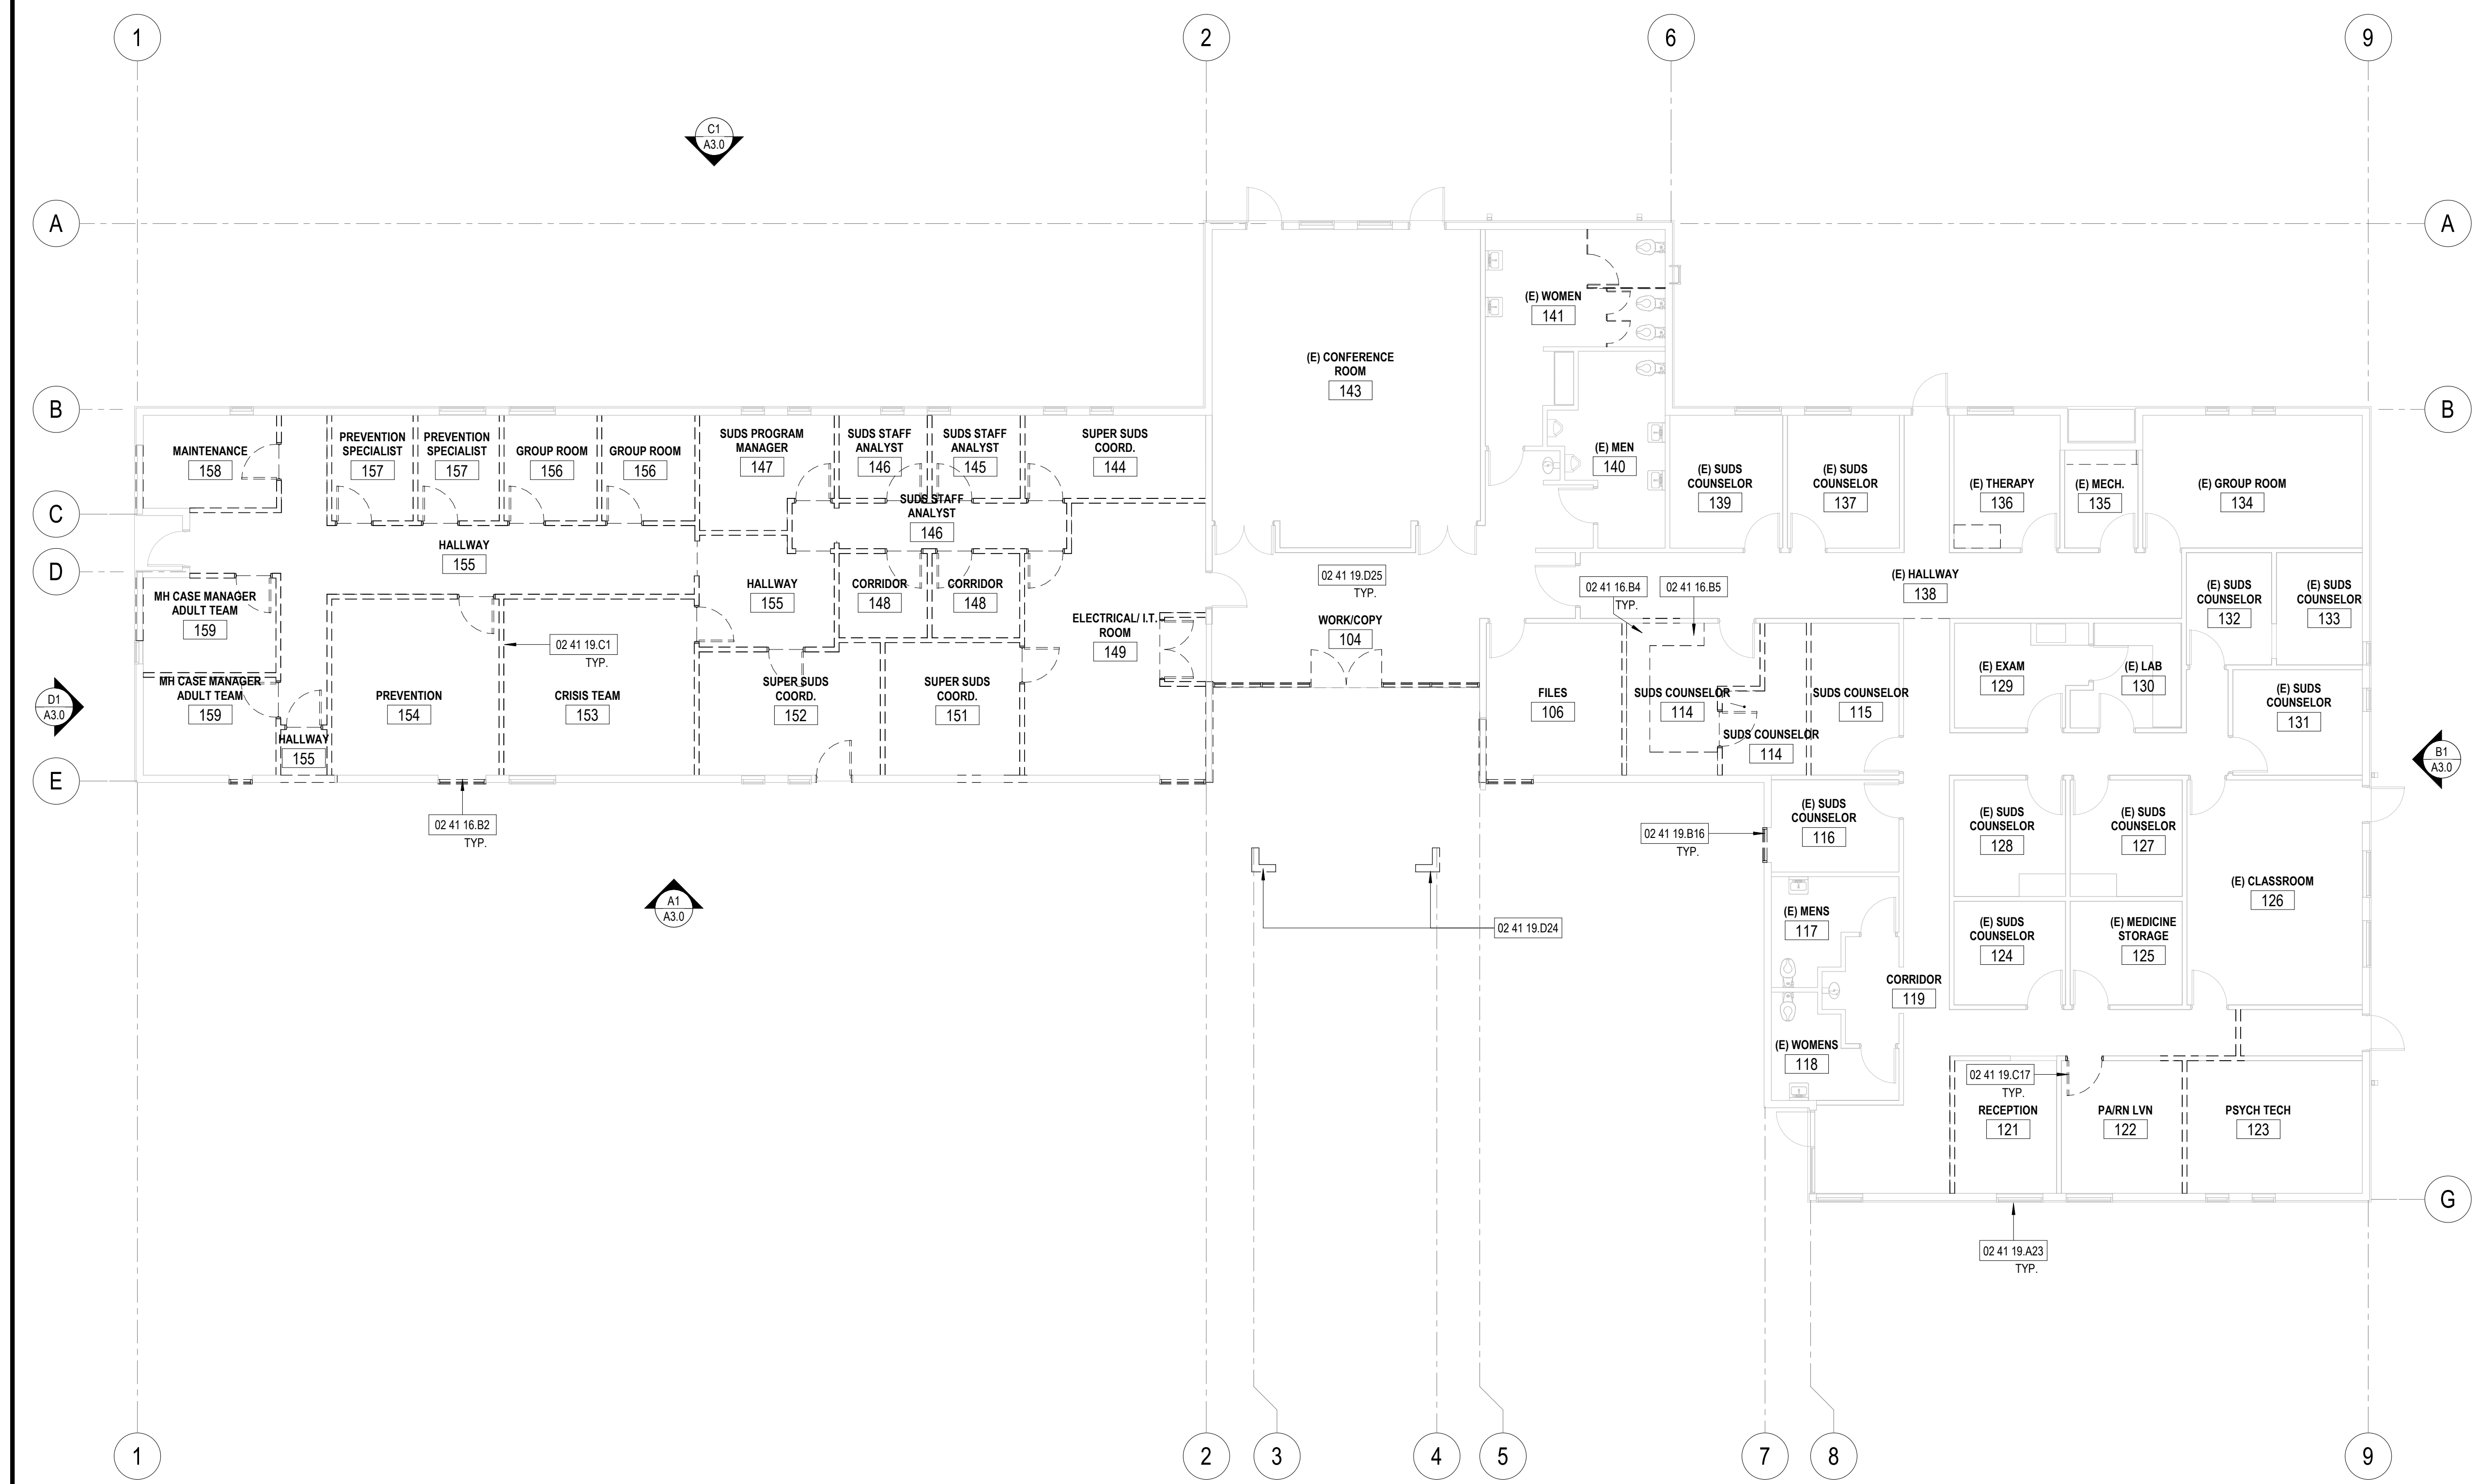 1
2
6
9
C1
A3.0
A
A
(E) WOMEN
141
(E) CONFERENCE
ROOM
143
B
B
MAINTENANCE
158
PREVENTION
SPECIALIST
157
PREVENTION
SPECIALIST
157
GROUP ROOM
156
GROUP ROOM
156
SUDS PROGRAM
MANAGER
147
SUDS STAFF
ANALYST
146
SUDS STAFF
ANALYST
145
SUPER SUDS
COORD.
144
(E) MEN
140
(E) SUDS
COUNSELOR
139
(E) SUDS
COUNSELOR
137
(E) THERAPY
136
(E) MECH.
135
(E) GROUP ROOM
134
C
SUDS STAFF
ANALYST
146
HALLWAY
155
D
MH CASE MANAGER
ADULT TEAM
159
HALLWAY
155
CORRIDOR
148
CORRIDOR
148
ELECTRICAL/ I.T.
ROOM
149
02 41 19.D25
TYP.
WORK/COPY
104
02 41 16.B4
TYP.
02 41 16.B5
(E) HALLWAY
138
(E) SUDS
COUNSELOR
132
(E) SUDS
COUNSELOR
133
02 41 19.C1
TYP.
D1
A3.0
MH CASE MANAGER
ADULT TEAM
159
HALLWAY
155
PREVENTION
154
CRISIS TEAM
153
SUPER SUDS
COORD.
152
SUPER SUDS
COORD.
151
FILES
106
SUDS COUNSELOR
114
SUDS COUNSELOR
114
SUDS COUNSELOR
115
(E) EXAM
129
(E) LAB
130
(E) SUDS
COUNSELOR
131
B1
A3.0
E
02 41 16.B2
TYP.
02 41 19.B16
TYP.
(E) SUDS
COUNSELOR
116
(E) SUDS
COUNSELOR
128
(E) SUDS
COUNSELOR
127
(E) CLASSROOM
126
A1
A3.0
02 41 19.D24
(E) MENS
117
(E) SUDS
COUNSELOR
124
(E) MEDICINE
STORAGE
125
CORRIDOR
119
(E) WOMENS
118
02 41 19.C17
TYP.
RECEPTION
121
PA/RN LVN
122
PSYCH TECH
123
G
02 41 19.A23
TYP.
1
2
3
4
5
7
8
9